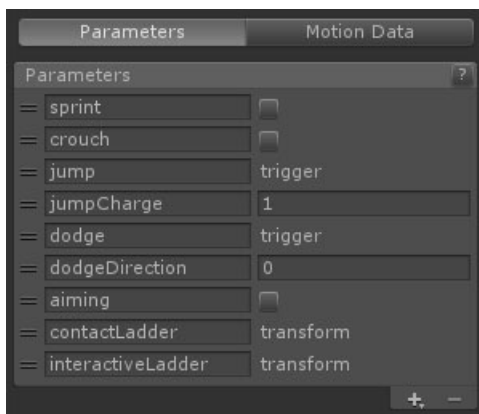 Parameters Motion Data
Parameters ?
sprint
crouch
jump trigger
jumpCharge 1
dodge trigger
dodgeDirection 0
aiming
contactLadder transform
interactiveLadder transform